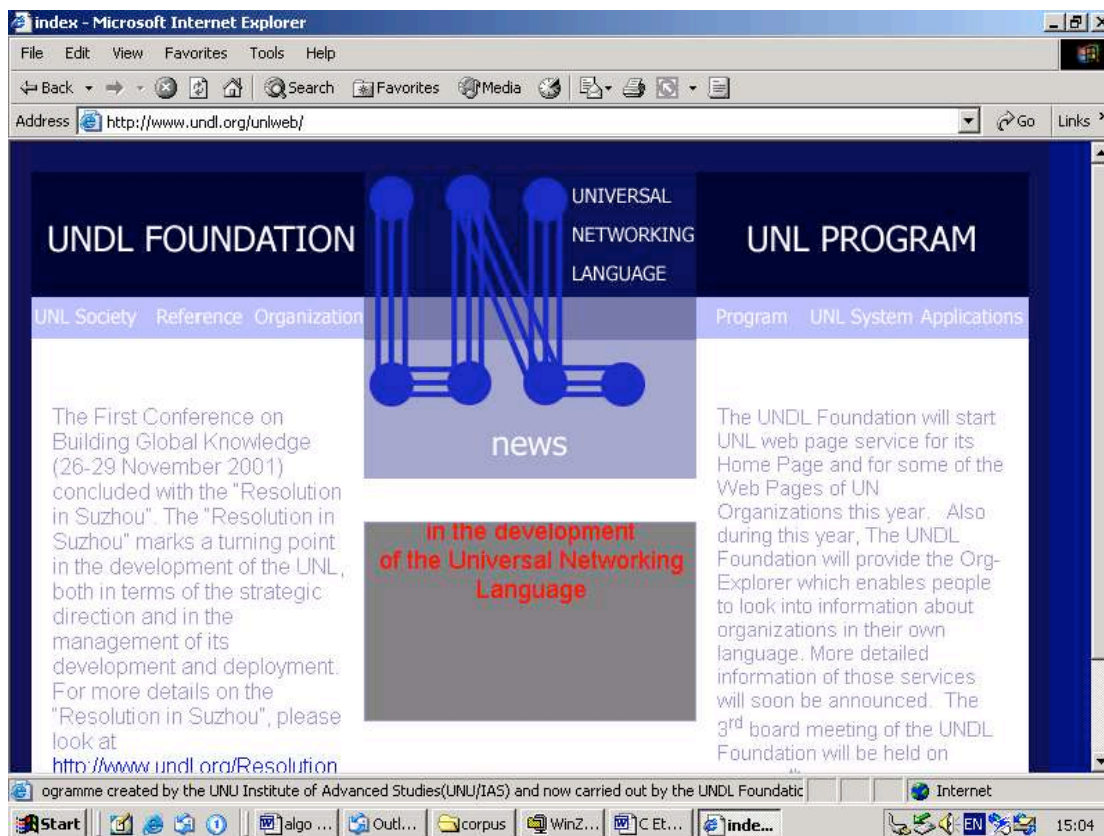 index - Microsoft Internet Explorer
File Edit View Favorites Tools Help
Back Search Favorites Media
Address http://www.undl.org/unlweb/ Go Links
UNDL FOUNDATION
UNIVERSAL
NETWORKING
LANGUAGE
UNL PROGRAM
UNL Society Reference Organization
Program UNL System Applications
news
The First Conference on
Building Global Knowledge
(26-29 November 2001)
concluded with the "Resolution
in Suzhou". The "Resolution in
Suzhou" marks a turning point
in the development of the UNL,
both in terms of the strategic
direction and in the
management of its
development and deployment.
For more details on the
"Resolution in Suzhou", please
look at
http://www.undl.org/Resolution
in the development
of the Universal Networking
Language
The UNDL Foundation will start
UNL web page service for its
Home Page and for some of the
Web Pages of UN
Organizations this year. Also
during this year, The UNDL
Foundation will provide the Org-
Explorer which enables people
to look into information about
organizations in their own
language. More detailed
information of those services
will soon be announced. The
3rd board meeting of the UNDL
Foundation will be held on
ogramme created by the UNU Institute of Advanced Studies(UNU/IAS) and now carried out by the UNDL Foundatic Internet
Start algo ... Outl... corpus WinZ... C Et... inde... EN 15:04